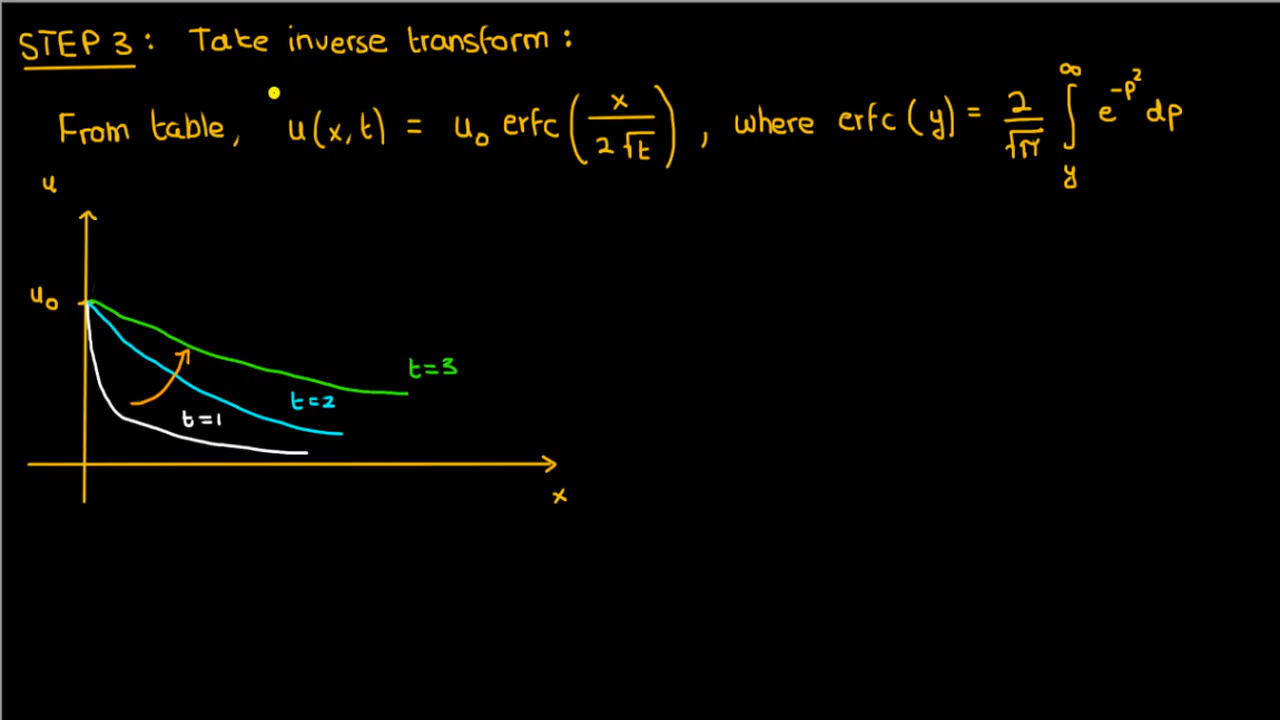 STEP 3 : Take inverse transform :
From table, u(x,t) = u₀ erfc(x / 2√t), where erfc(y) = 2/√π ∫_y^∞ e^(-p²) dp
u
u₀
t=3
t=2
t=1
x